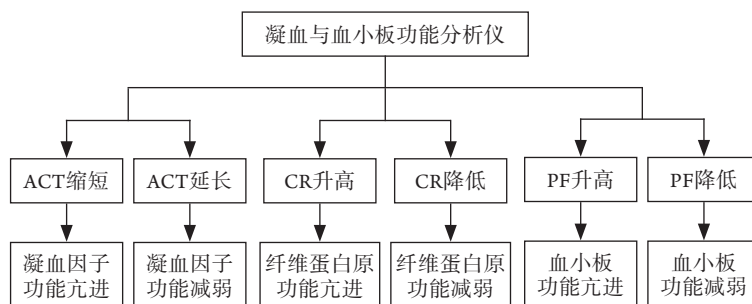 凝血与血小板功能分析仪
ACT缩短
ACT延长
CR升高
CR降低
PF升高
PF降低
凝血因子
功能亢进
凝血因子
功能减弱
纤维蛋白原
功能亢进
纤维蛋白原
功能减弱
血小板
功能亢进
血小板
功能减弱